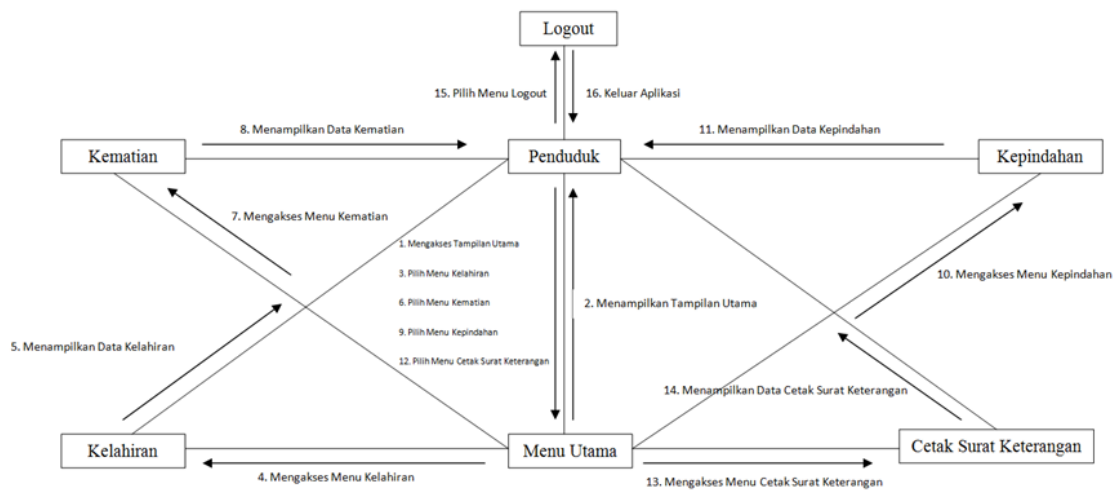 Logout
15. Pilih Menu Logout
16. Keluar Aplikasi
8. Menampilkan Data Kematian
11. Menampilkan Data Kepindahan
Kematian
Penduduk
Kepindahan
7. Mengakses Menu Kematian
1. Mengakses Tampilan Utama
3. Pilih Menu Kelahiran
6. Pilih Menu Kematian
9. Pilih Menu Kepindahan
12. Pilih Menu Cetak Surat Keterangan
10. Mengakses Menu Kepindahan
2. Menampilkan Tampilan Utama
5. Menampilkan Data Kelahiran
14. Menampilkan Data Cetak Surat Keterangan
Kelahiran
Menu Utama
Cetak Surat Keterangan
4. Mengakses Menu Kelahiran
13. Mengakses Menu Cetak Surat Keterangan